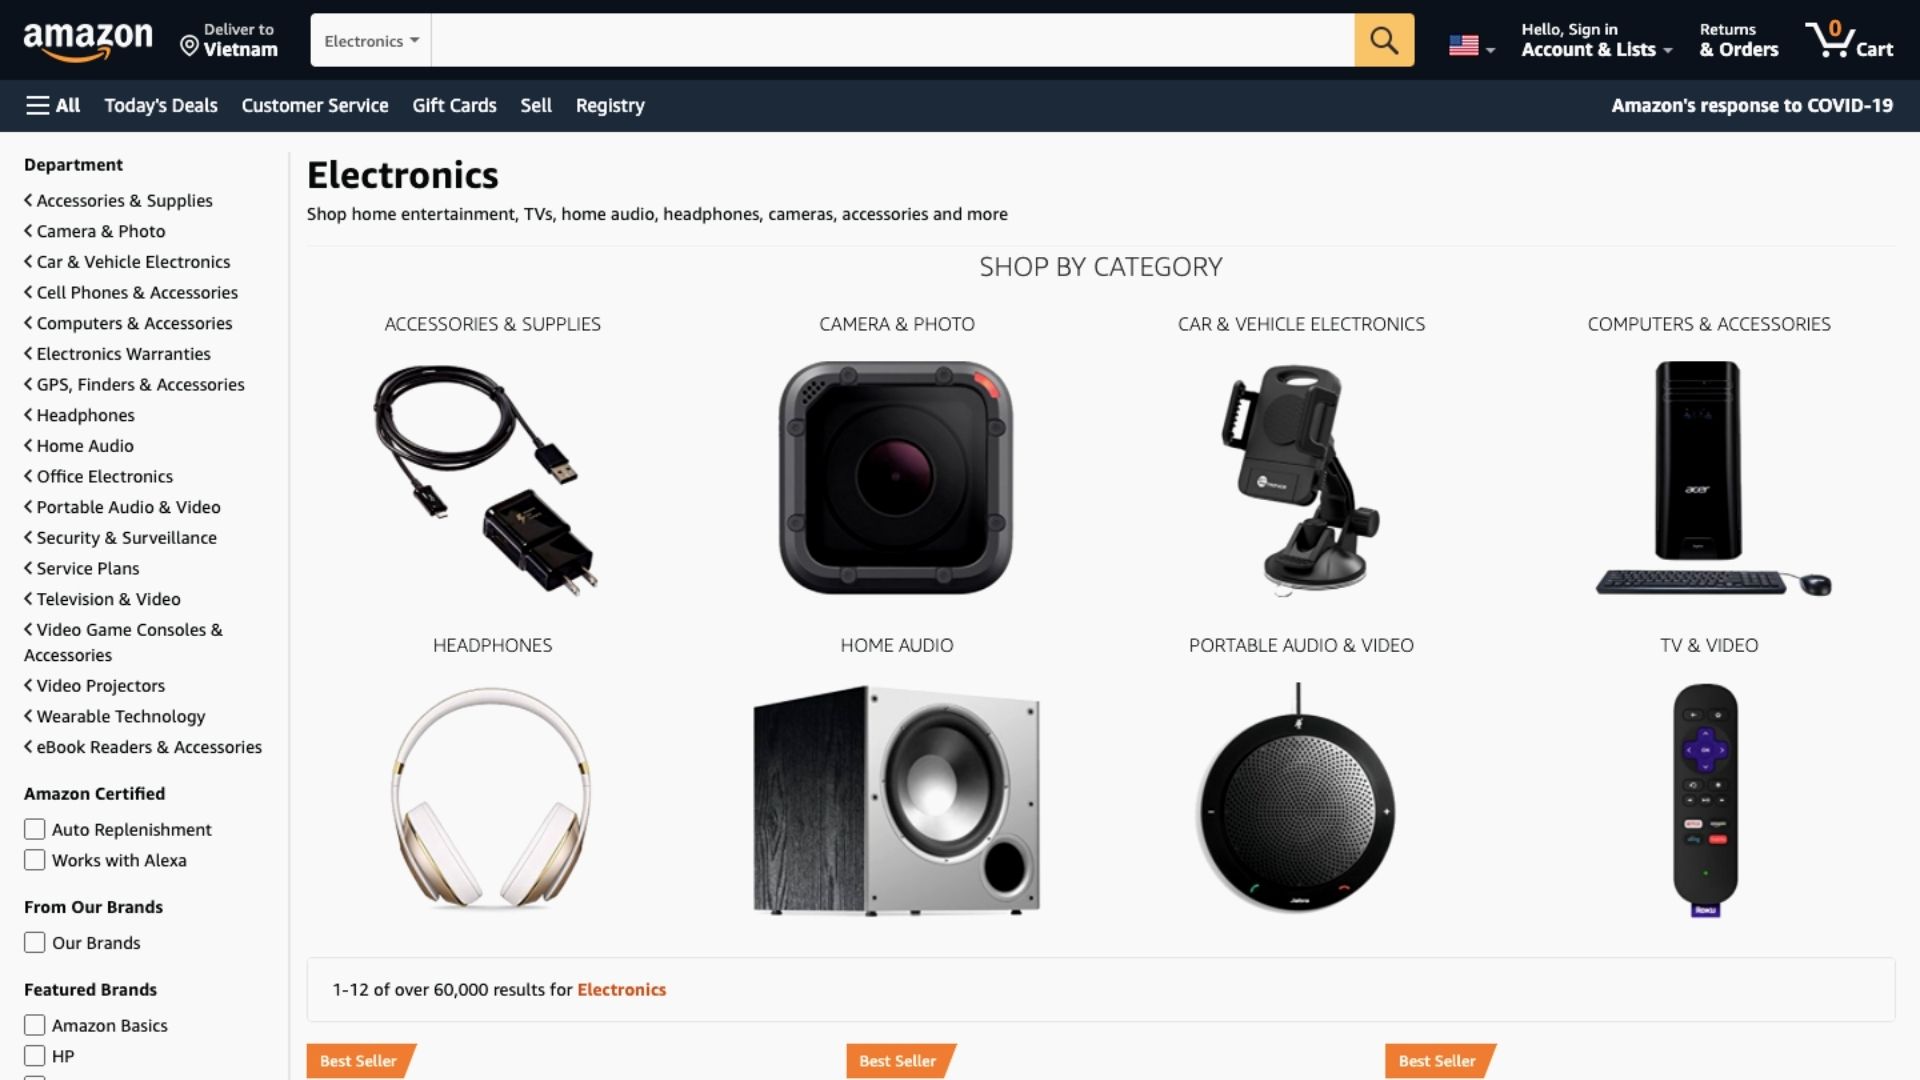 amazon
Deliver to
Vietnam
Electronics
Hello, Sign in
Account & Lists
Returns
& Orders
0
Cart
All
Today's Deals
Customer Service
Gift Cards
Sell
Registry
Amazon's response to COVID-19
Department
Accessories & Supplies
Camera & Photo
Car & Vehicle Electronics
Cell Phones & Accessories
Computers & Accessories
Electronics Warranties
GPS, Finders & Accessories
Headphones
Home Audio
Office Electronics
Portable Audio & Video
Security & Surveillance
Service Plans
Television & Video
Video Game Consoles &
Accessories
Video Projectors
Wearable Technology
eBook Readers & Accessories
Amazon Certified
Auto Replenishment
Works with Alexa
From Our Brands
Our Brands
Featured Brands
Amazon Basics
HP
Electronics
Shop home entertainment, TVs, home audio, headphones, cameras, accessories and more
SHOP BY CATEGORY
ACCESSORIES & SUPPLIES
CAMERA & PHOTO
CAR & VEHICLE ELECTRONICS
COMPUTERS & ACCESSORIES
acer
HEADPHONES
HOME AUDIO
PORTABLE AUDIO & VIDEO
TV & VIDEO
OK
Jabra
Roku
1-12 of over 60,000 results for Electronics
Best Seller
Best Seller
Best Seller